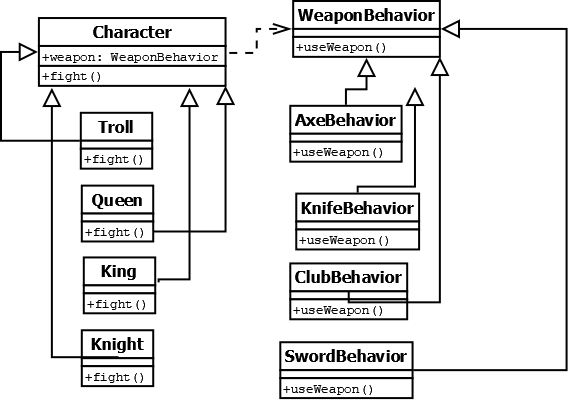 Character
+weapon: WeaponBehavior
+fight()
WeaponBehavior
+useWeapon()
Troll
+fight()
Queen
+fight()
King
+fight()
Knight
+fight()
AxeBehavior
+useWeapon()
KnifeBehavior
+useWeapon()
ClubBehavior
+useWeapon()
SwordBehavior
+useWeapon()